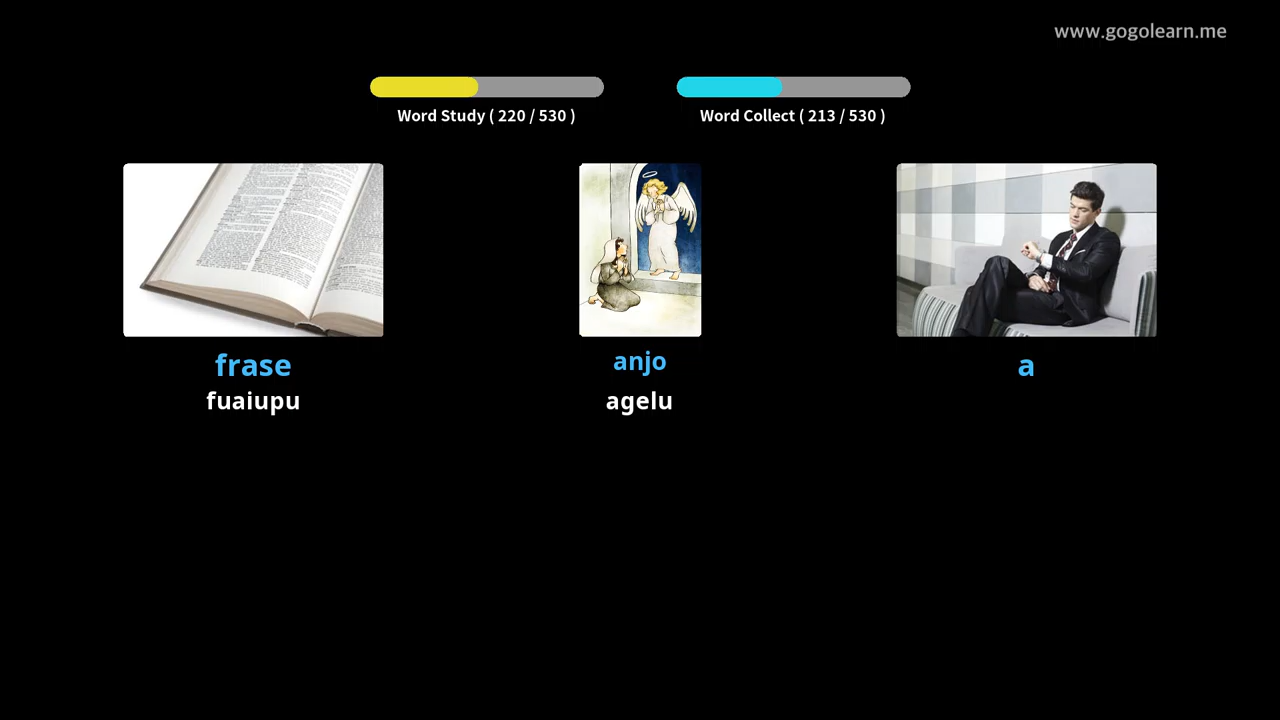 www.gogolearn.me
Word Study ( 220 / 530 )
Word Collect ( 213 / 530 )
frase
fuaiupu
anjo
agelu
a